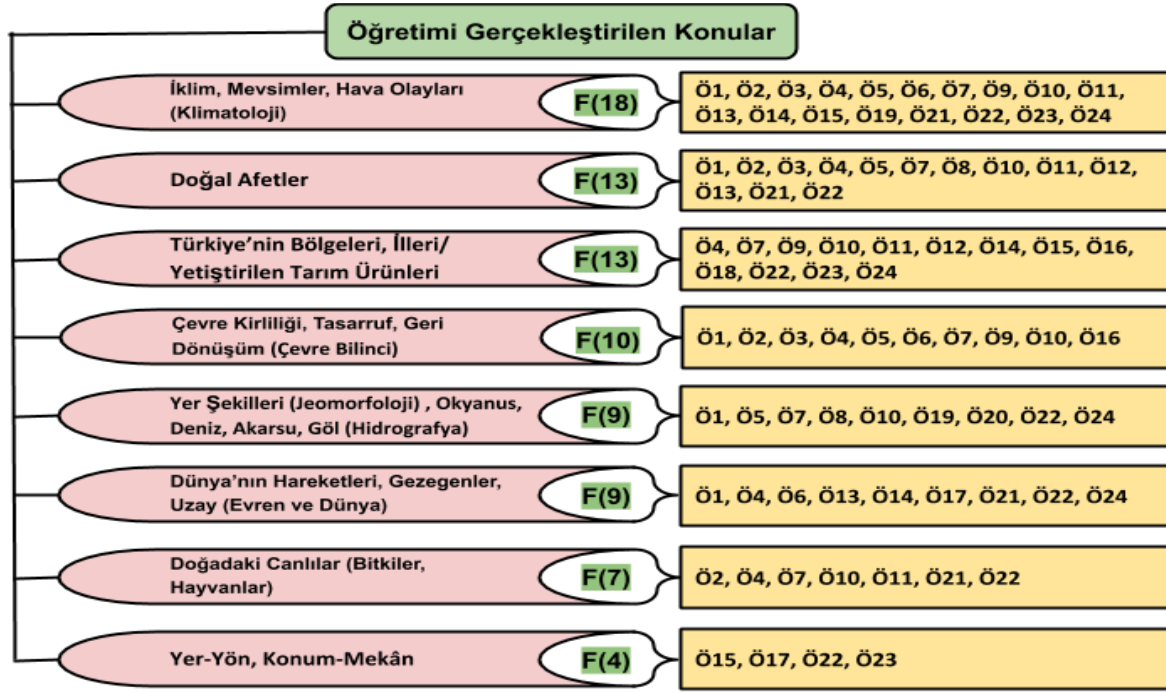 Öğretimi Gerçekleştirilen Konular
İklim, Mevsimler, Hava Olayları
(Klimatoloji)
F(18)
Ö1, Ö2, Ö3, Ö4, Ö5, Ö6, Ö7, Ö9, Ö10, Ö11,
Ö13, Ö14, Ö15, Ö19, Ö21, Ö22, Ö23, Ö24
Doğal Afetler
F(13)
Ö1, Ö2, Ö3, Ö4, Ö5, Ö7, Ö8, Ö10, Ö11, Ö12,
Ö13, Ö21, Ö22
Türkiye’nin Bölgeleri, İlleri/
Yetiştirilen Tarım Ürünleri
F(13)
Ö4, Ö7, Ö9, Ö10, Ö11, Ö12, Ö14, Ö15, Ö16,
Ö18, Ö22, Ö23, Ö24
Çevre Kirliliği, Tasarruf, Geri
Dönüşüm (Çevre Bilinci)
F(10)
Ö1, Ö2, Ö3, Ö4, Ö5, Ö6, Ö7, Ö9, Ö10, Ö16
Yer Şekilleri (Jeomorfoloji) , Okyanus,
Deniz, Akarsu, Göl (Hidrografya)
F(9)
Ö1, Ö5, Ö7, Ö8, Ö10, Ö19, Ö20, Ö22, Ö24
Dünya’nın Hareketleri, Gezegenler,
Uzay (Evren ve Dünya)
F(9)
Ö1, Ö4, Ö6, Ö13, Ö14, Ö17, Ö21, Ö22, Ö24
Doğadaki Canlılar (Bitkiler,
Hayvanlar)
F(7)
Ö2, Ö4, Ö7, Ö10, Ö11, Ö21, Ö22
Yer-Yön, Konum-Mekân
F(4)
Ö15, Ö17, Ö22, Ö23